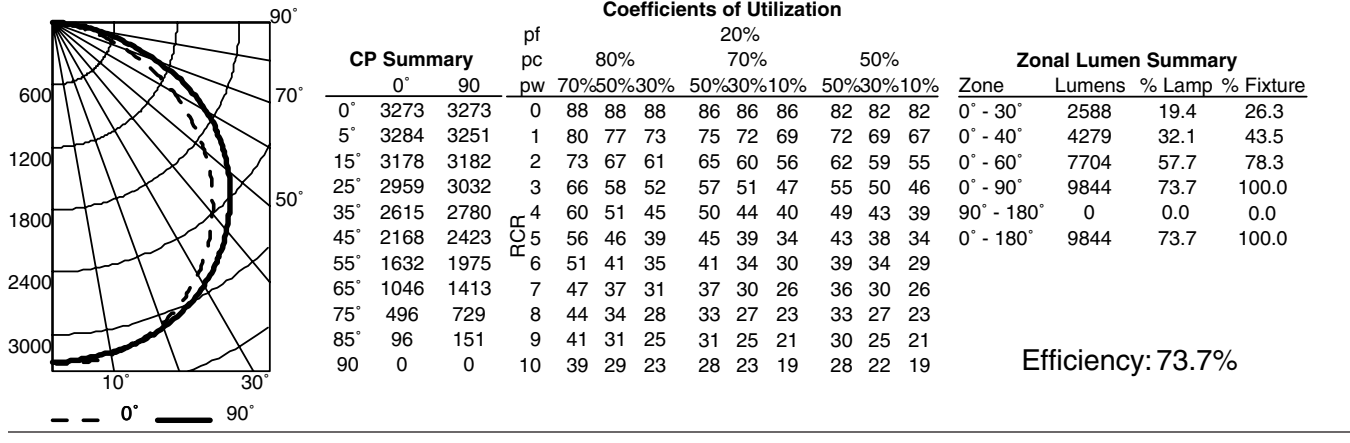 90°
70°
50°
600
1200
1800
2400
3000
10° 30°
0° 90°
CP Summary
0° 90
0° 3273 3273
5° 3284 3251
15° 3178 3182
25° 2959 3032
35° 2615 2780
45° 2168 2423
55° 1632 1975
65° 1046 1413
75° 496 729
85° 96 151
90 0 0
Coefficients of Utilization
pf 20%
pc 80% 70% 50%
pw 70%50%30% 50%30%10% 50%30%10%
RCR
0 88 88 88 86 86 86 82 82 82
1 80 77 73 75 72 69 72 69 67
2 73 67 61 65 60 56 62 59 55
3 66 58 52 57 51 47 55 50 46
4 60 51 45 50 44 40 49 43 39
5 56 46 39 45 39 34 43 38 34
6 51 41 35 41 34 30 39 34 29
7 47 37 31 37 30 26 36 30 26
8 44 34 28 33 27 23 33 27 23
9 41 31 25 31 25 21 30 25 21
10 39 29 23 28 23 19 28 22 19
Zonal Lumen Summary
Zone Lumens % Lamp % Fixture
0° - 30° 2588 19.4 26.3
0° - 40° 4279 32.1 43.5
0° - 60° 7704 57.7 78.3
0° - 90° 9844 73.7 100.0
90° - 180° 0 0.0 0.0
0° - 180° 9844 73.7 100.0
Efficiency: 73.7%